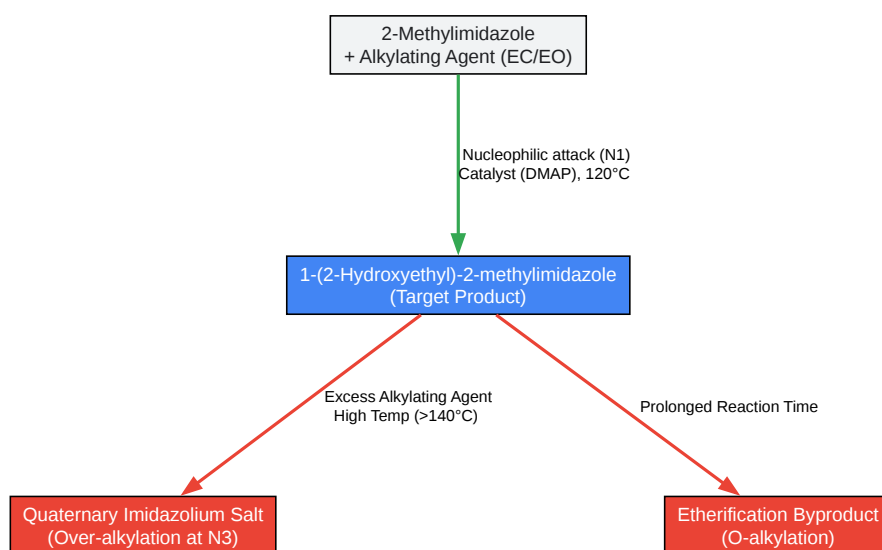 2-Methylimidazole
+ Alkylating Agent (EC/EO)
Nucleophilic attack (N1)
Catalyst (DMAP), 120°C
1-(2-Hydroxyethyl)-2-methylimidazole
(Target Product)
Excess Alkylating Agent
High Temp (>140°C)
Prolonged Reaction Time
Quaternary Imidazolium Salt
(Over-alkylation at N3)
Etherification Byproduct
(O-alkylation)